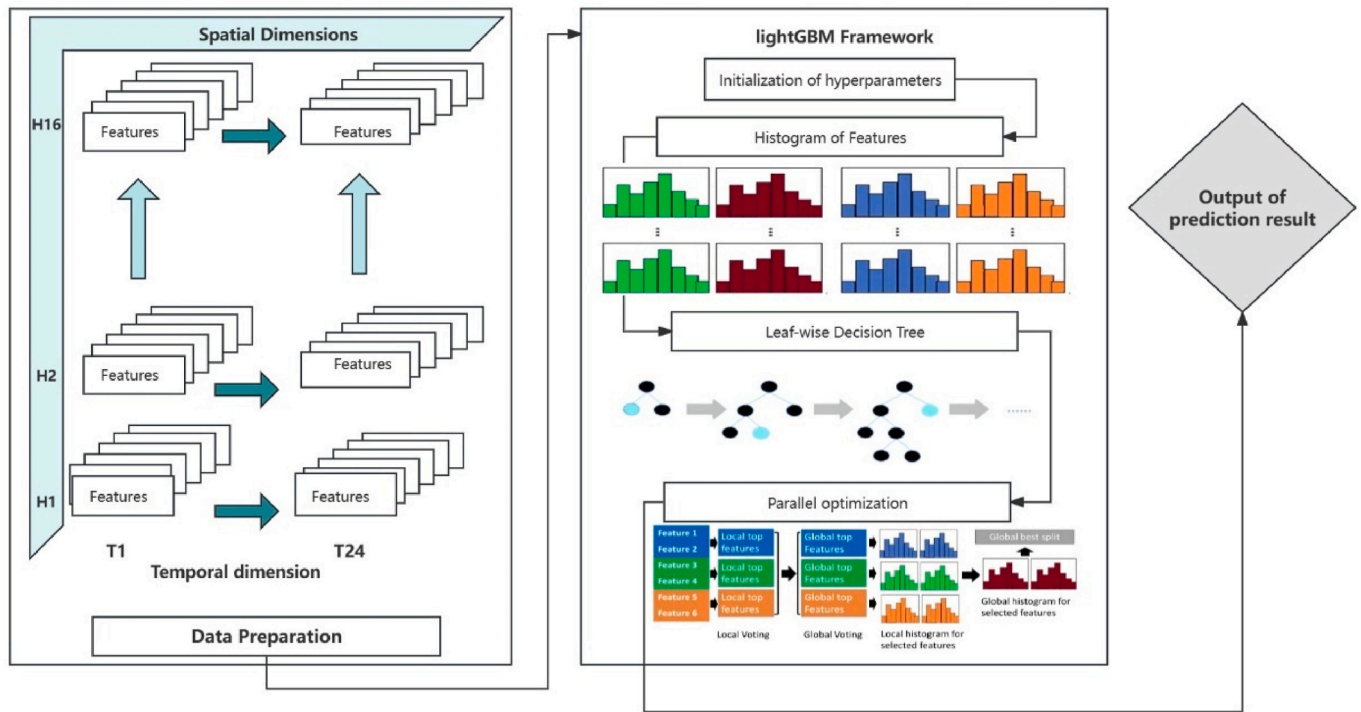 Spatial Dimensions
H16
Features
Features
H2
Features
Features
H1
Features
Features
T1
T24
Temporal dimension
Data Preparation
lightGBM Framework
Initialization of hyperparameters
Histogram of Features
Leaf-wise Decision Tree
......
Parallel optimization
Feature 1
Feature 2
Feature 3
Feature 4
Feature 5
Feature 6
Local top
features
Local top
features
Local top
features
Local Voting
Global top
Features
Global top
Features
Global top
Features
Global Voting
Local histogram for
selected features
Global best split
Global histogram for
selected features
Output of
prediction result